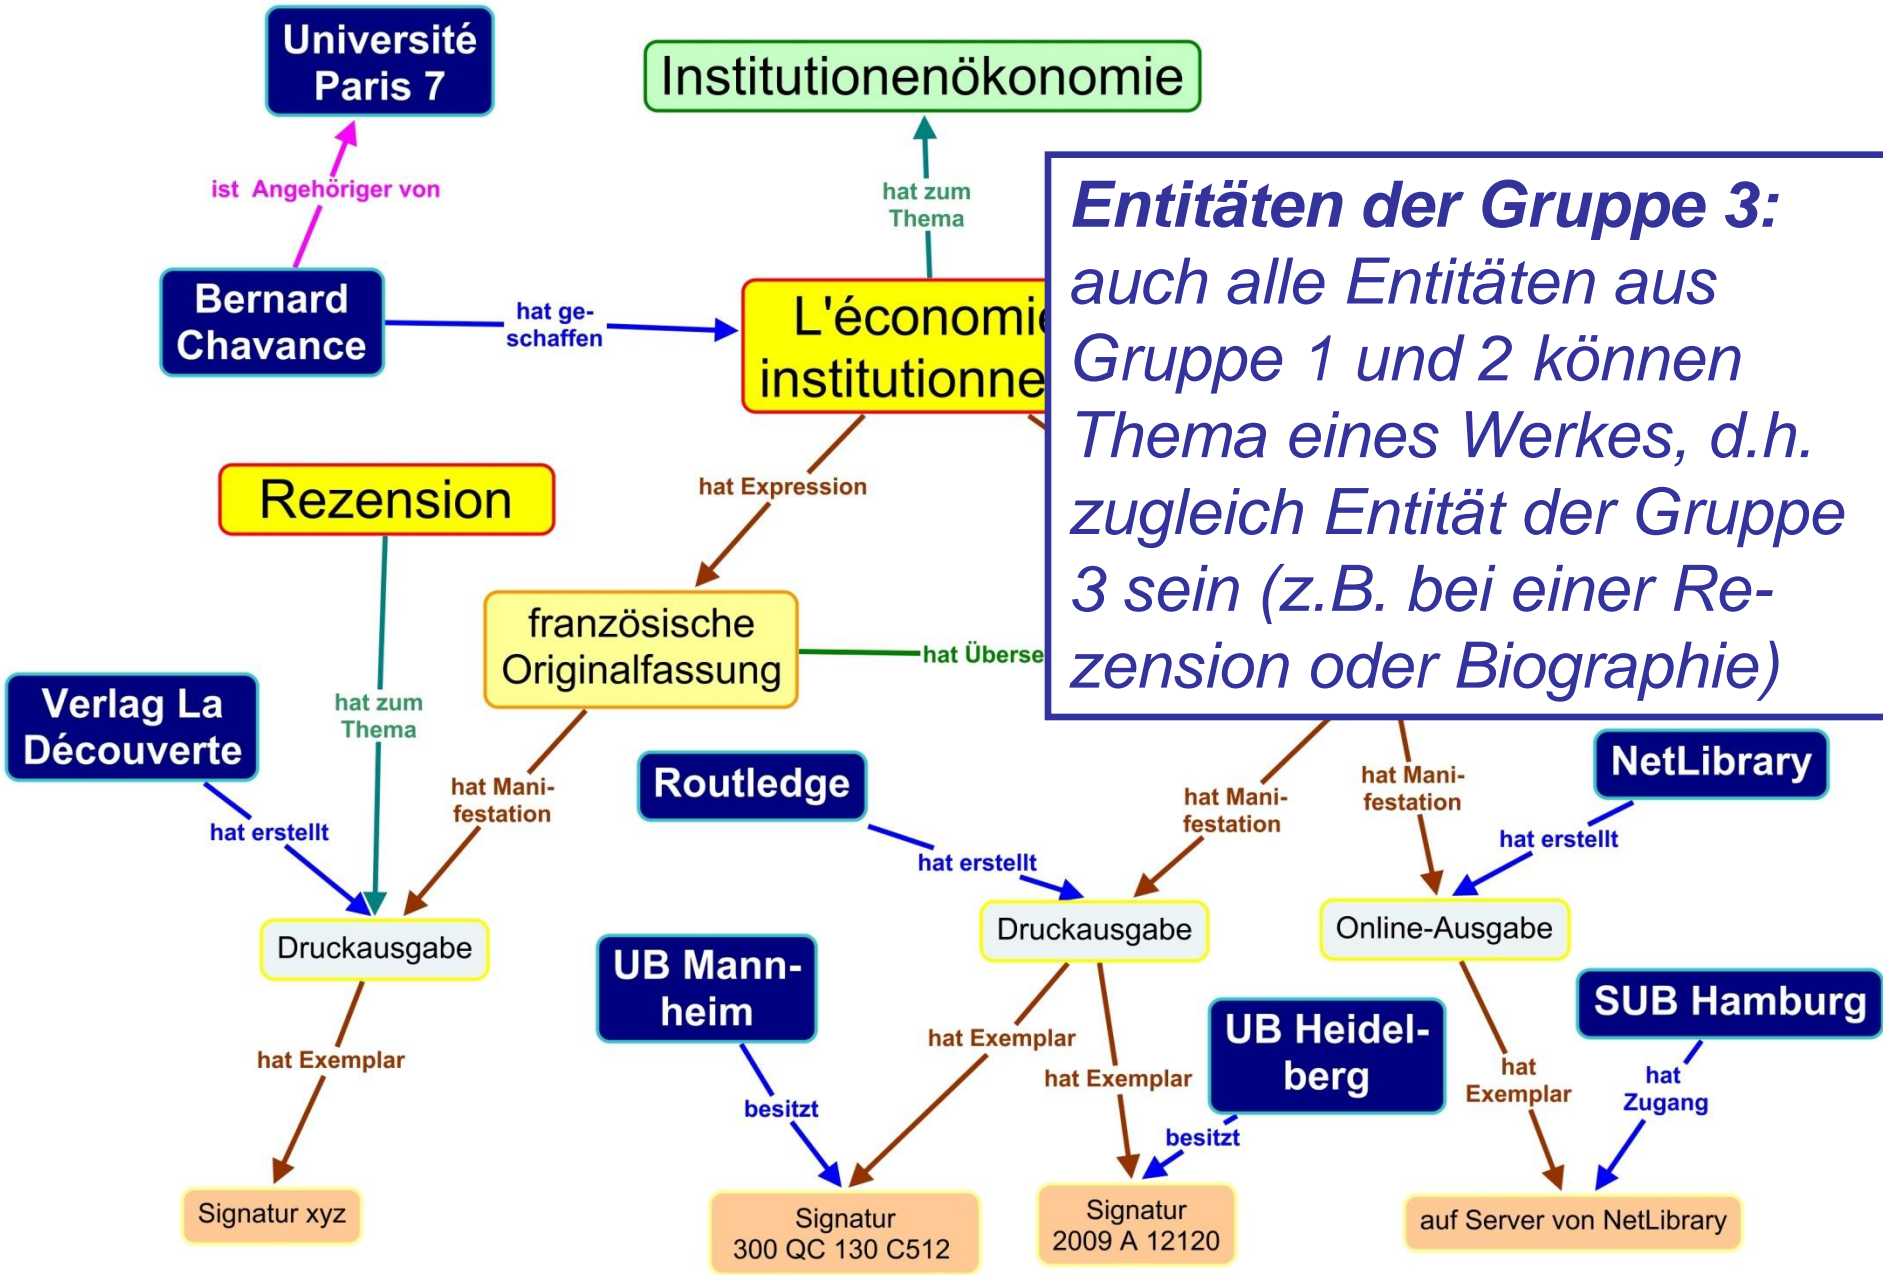 Université
Paris 7
Institutionenökonomie
ist Angehöriger von
hat zum
Thema
Entitäten der Gruppe 3:
auch alle Entitäten aus
Gruppe 1 und 2 können
Thema eines Werkes, d.h.
zugleich Entität der Gruppe
3 sein (z.B. bei einer Re-
zension oder Biographie)
Bernard
Chavance
hat ge-
schaffen
L'économie
institutionne
hat Expression
Rezension
französische
Originalfassung
hat Überse
Verlag La
Découverte
hat zum
Thema
hat Mani-
festation
hat erstellt
Routledge
hat erstellt
hat Mani-
festation
hat Mani-
festation
NetLibrary
hat erstellt
Druckausgabe
Druckausgabe
Online-Ausgabe
UB Mann-
heim
UB Heidel-
berg
SUB Hamburg
hat Exemplar
hat Exemplar
hat Exemplar
hat
Exemplar
hat
Zugang
besitzt
besitzt
Signatur xyz
Signatur
300 QC 130 C512
Signatur
2009 A 12120
auf Server von NetLibrary